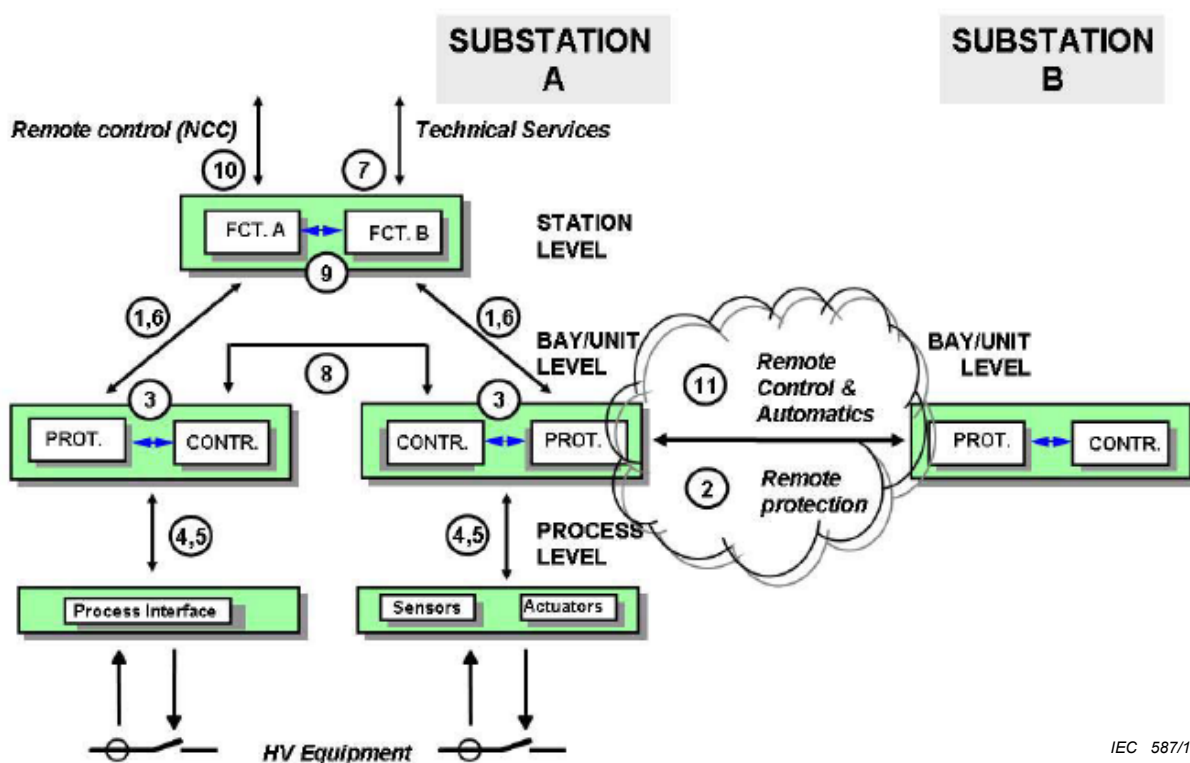 SUBSTATION
A
SUBSTATION
B
Remote control (NCC)
Technical Services
10
7
FCT. A
FCT. B
STATION
LEVEL
9
1,6
1,6
BAY/UNIT
LEVEL
8
3
3
PROT.
CONTR.
CONTR.
PROT.
11
Remote
Control &
Automatics
2
Remote
protection
BAY/UNIT
LEVEL
PROT.
CONTR.
4,5
4,5
PROCESS
LEVEL
Process Interface
Sensors
Actuators
HV Equipment
IEC 587/1